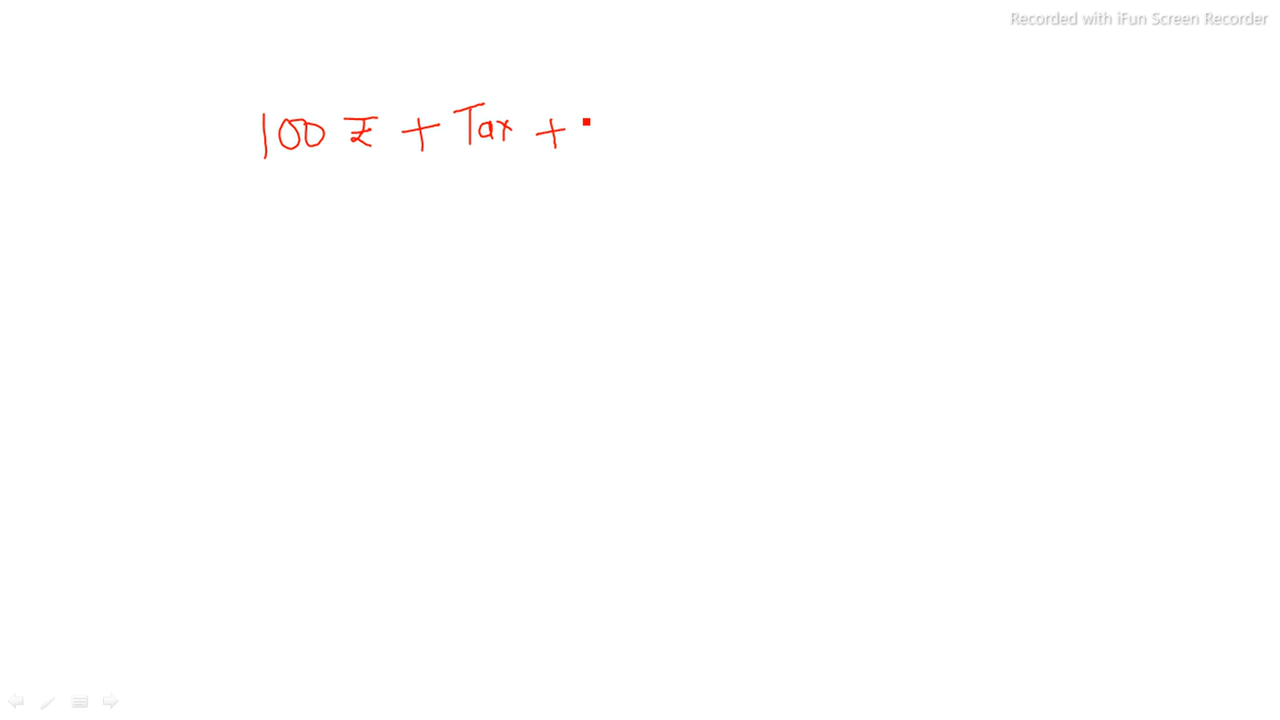 Recorded with iFun Screen Recorder
100 ₹ + Tax +